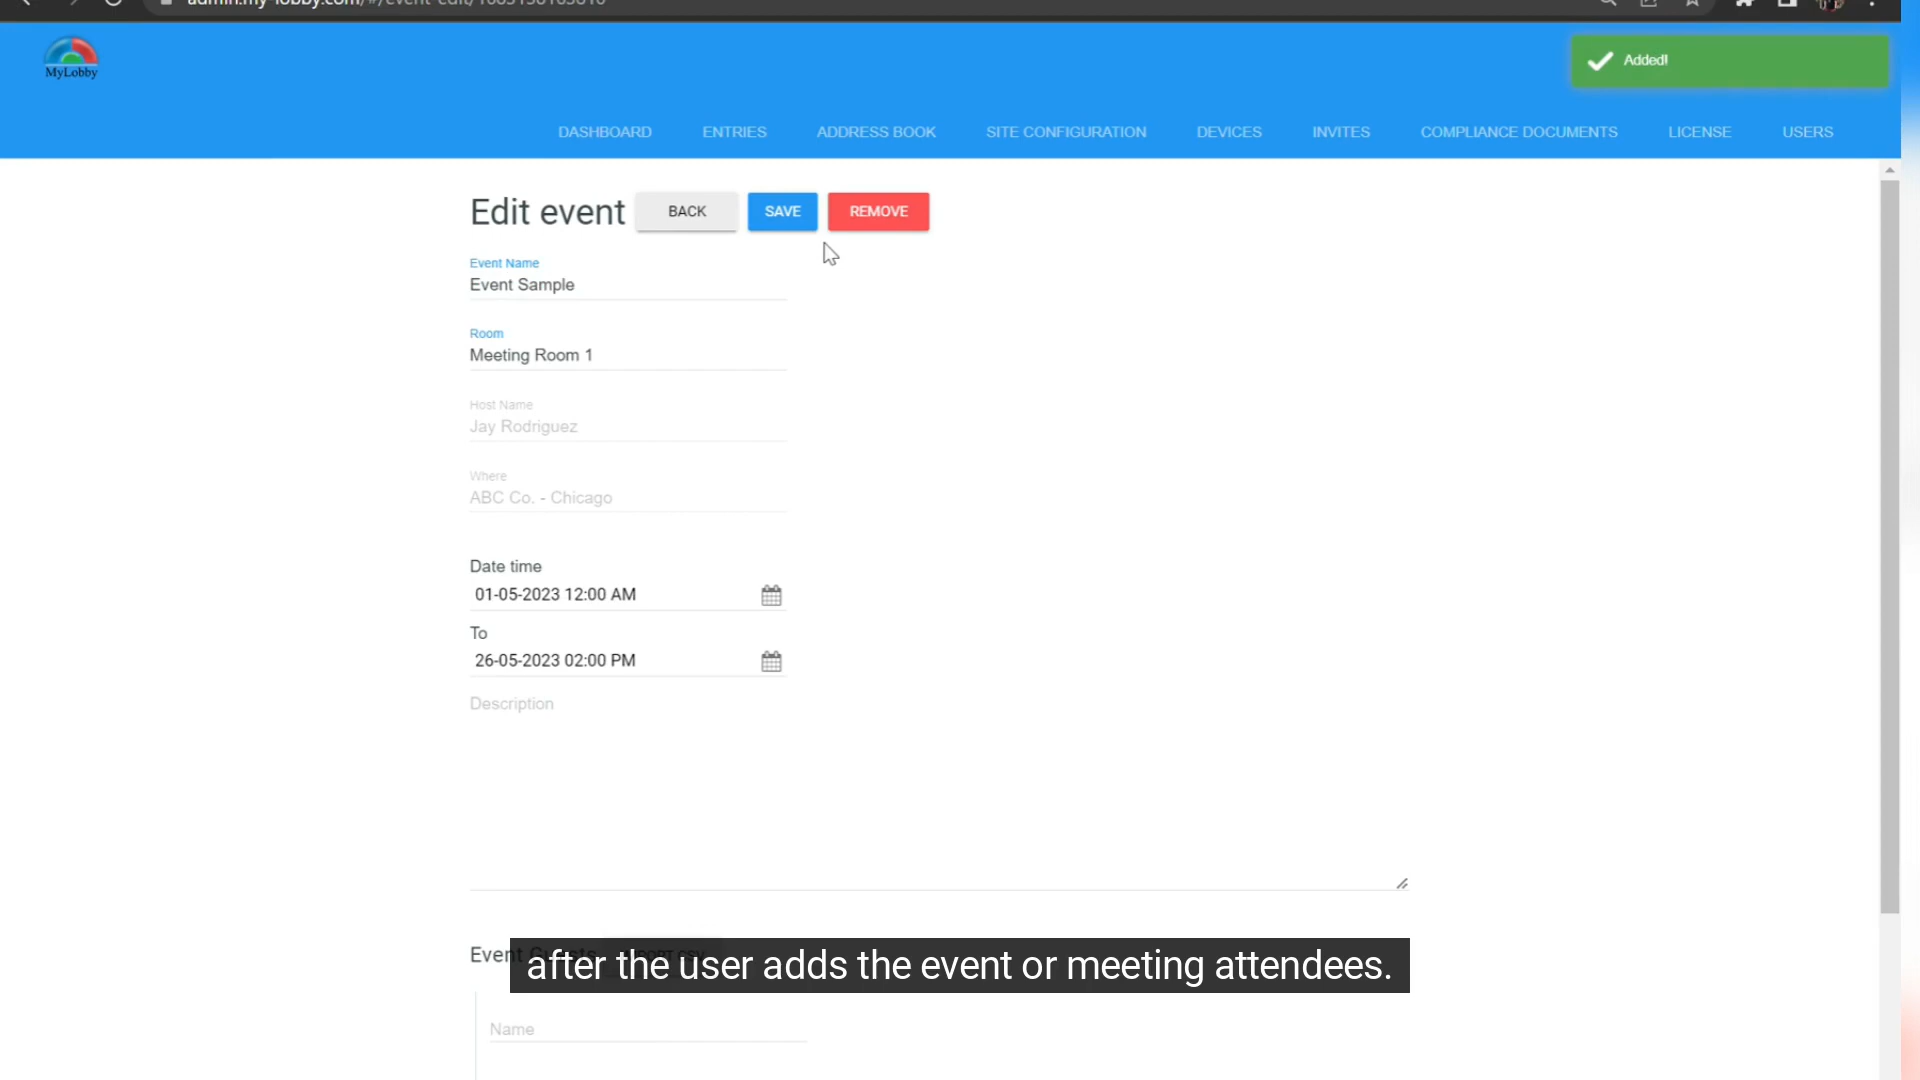 MyLobby
Added!
DASHBOARD
ENTRIES
ADDRESS BOOK
SITE CONFIGURATION
DEVICES
INVITES
COMPLIANCE DOCUMENTS
LICENSE
USERS
Edit event
BACK
SAVE
REMOVE
Event Name
Event Sample
Room
Meeting Room 1
Host Name
Jay Rodriguez
Where
ABC Co. - Chicago
Date time
01-05-2023 12:00 AM
To
26-05-2023 02:00 PM
Description
Event
after the user adds the event or meeting attendees.
Name